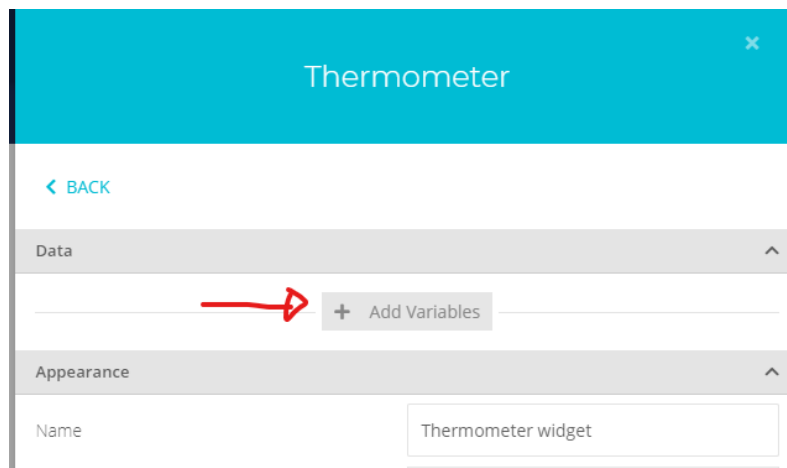 Thermometer
BACK
Data
+ Add Variables
Appearance
Name
Thermometer widget